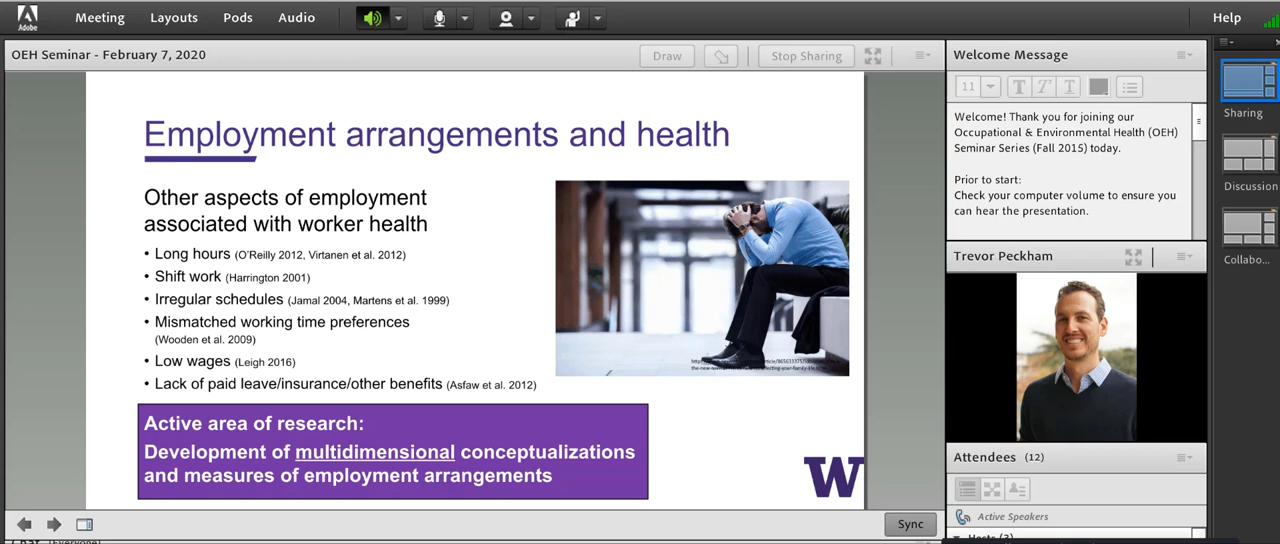 Adobe
Meeting
Layouts
Pods
Audio
Help
OEH Seminar - February 7, 2020
Draw
Stop Sharing
Employment arrangements and health
Other aspects of employment
associated with worker health
• Long hours (O'Reilly 2012, Virtanen et al. 2012)
• Shift work (Harrington 2001)
• Irregular schedules (Jamal 2004, Martens et al. 1999)
• Mismatched working time preferences
(Wooden et al. 2009)
• Low wages (Leigh 2016)
• Lack of paid leave/insurance/other benefits (Asfaw et al. 2012)
Active area of research:
Development of multidimensional conceptualizations
and measures of employment arrangements
W
Sync
Welcome Message
11
T T T
Welcome! Thank you for joining our
Occupational & Environmental Health (OEH)
Seminar Series (Fall 2015) today.
Prior to start:
Check your computer volume to ensure you
can hear the presentation.
Trevor Peckham
Attendees (12)
Active Speakers
Hosts (3)
Sharing
Discussion
Collabo...